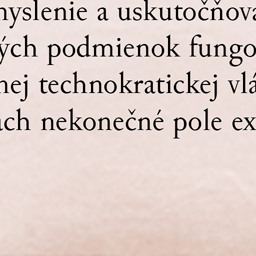 myslenie a uskutočňova
ých podmienok fungo
nej technokratickej vlá
ach nekonečné pole ex